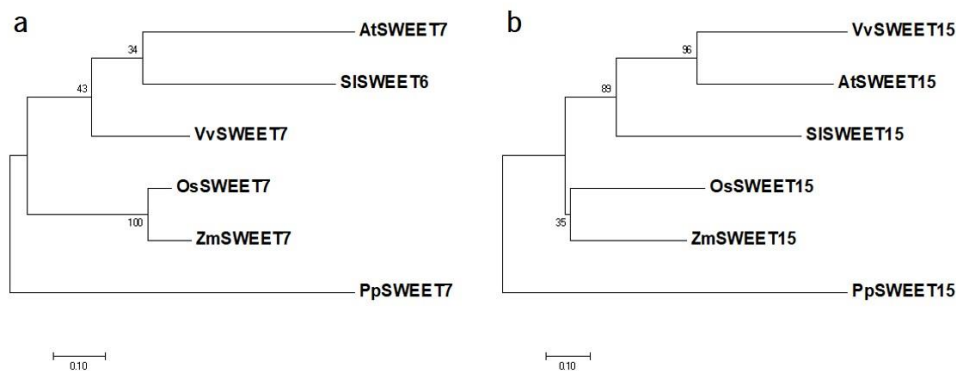 a
AtSWEET7
34
SlSWEET6
43
VvSWEET7
OsSWEET7
100
ZmSWEET7
PpSWEET7
0.10
b
VvSWEET15
96
AtSWEET15
89
SlSWEET15
OsSWEET15
35
ZmSWEET15
PpSWEET15
0.10